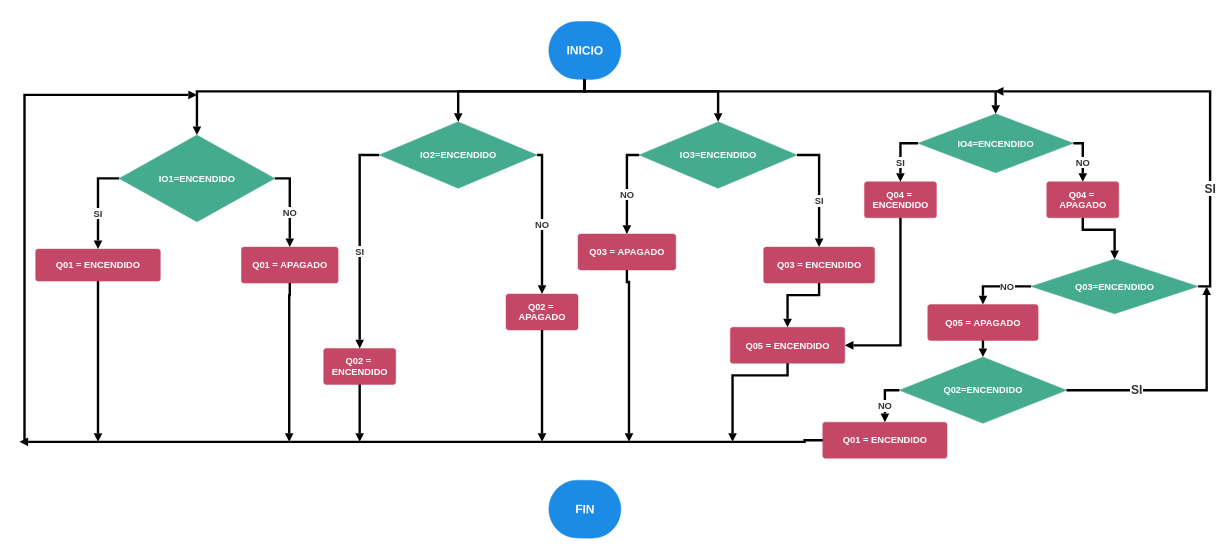 INICIO
IO1=ENCENDIDO
SI
NO
Q01 = ENCENDIDO
Q01 = APAGADO
IO2=ENCENDIDO
SI
NO
Q02 =
ENCENDIDO
Q02 =
APAGADO
IO3=ENCENDIDO
NO
SI
Q03 = APAGADO
Q03 = ENCENDIDO
Q05 = ENCENDIDO
IO4=ENCENDIDO
SI
NO
Q04 =
ENCENDIDO
Q04 =
APAGADO
Q03=ENCENDIDO
SI
NO
Q05 = APAGADO
Q02=ENCENDIDO
SI
NO
Q01 = ENCENDIDO
FIN